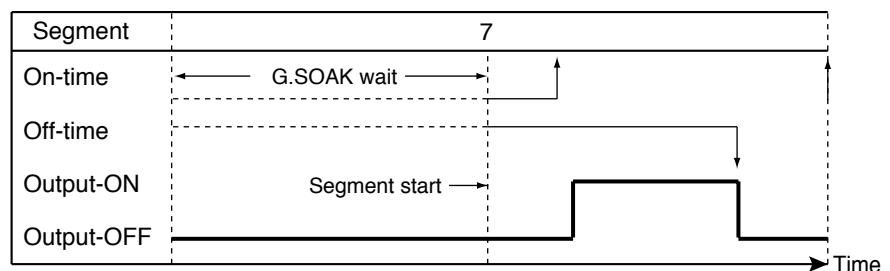 Segment 7
On-time G.SOAK wait
Off-time
Output-ON Segment start
Output-OFF
Time